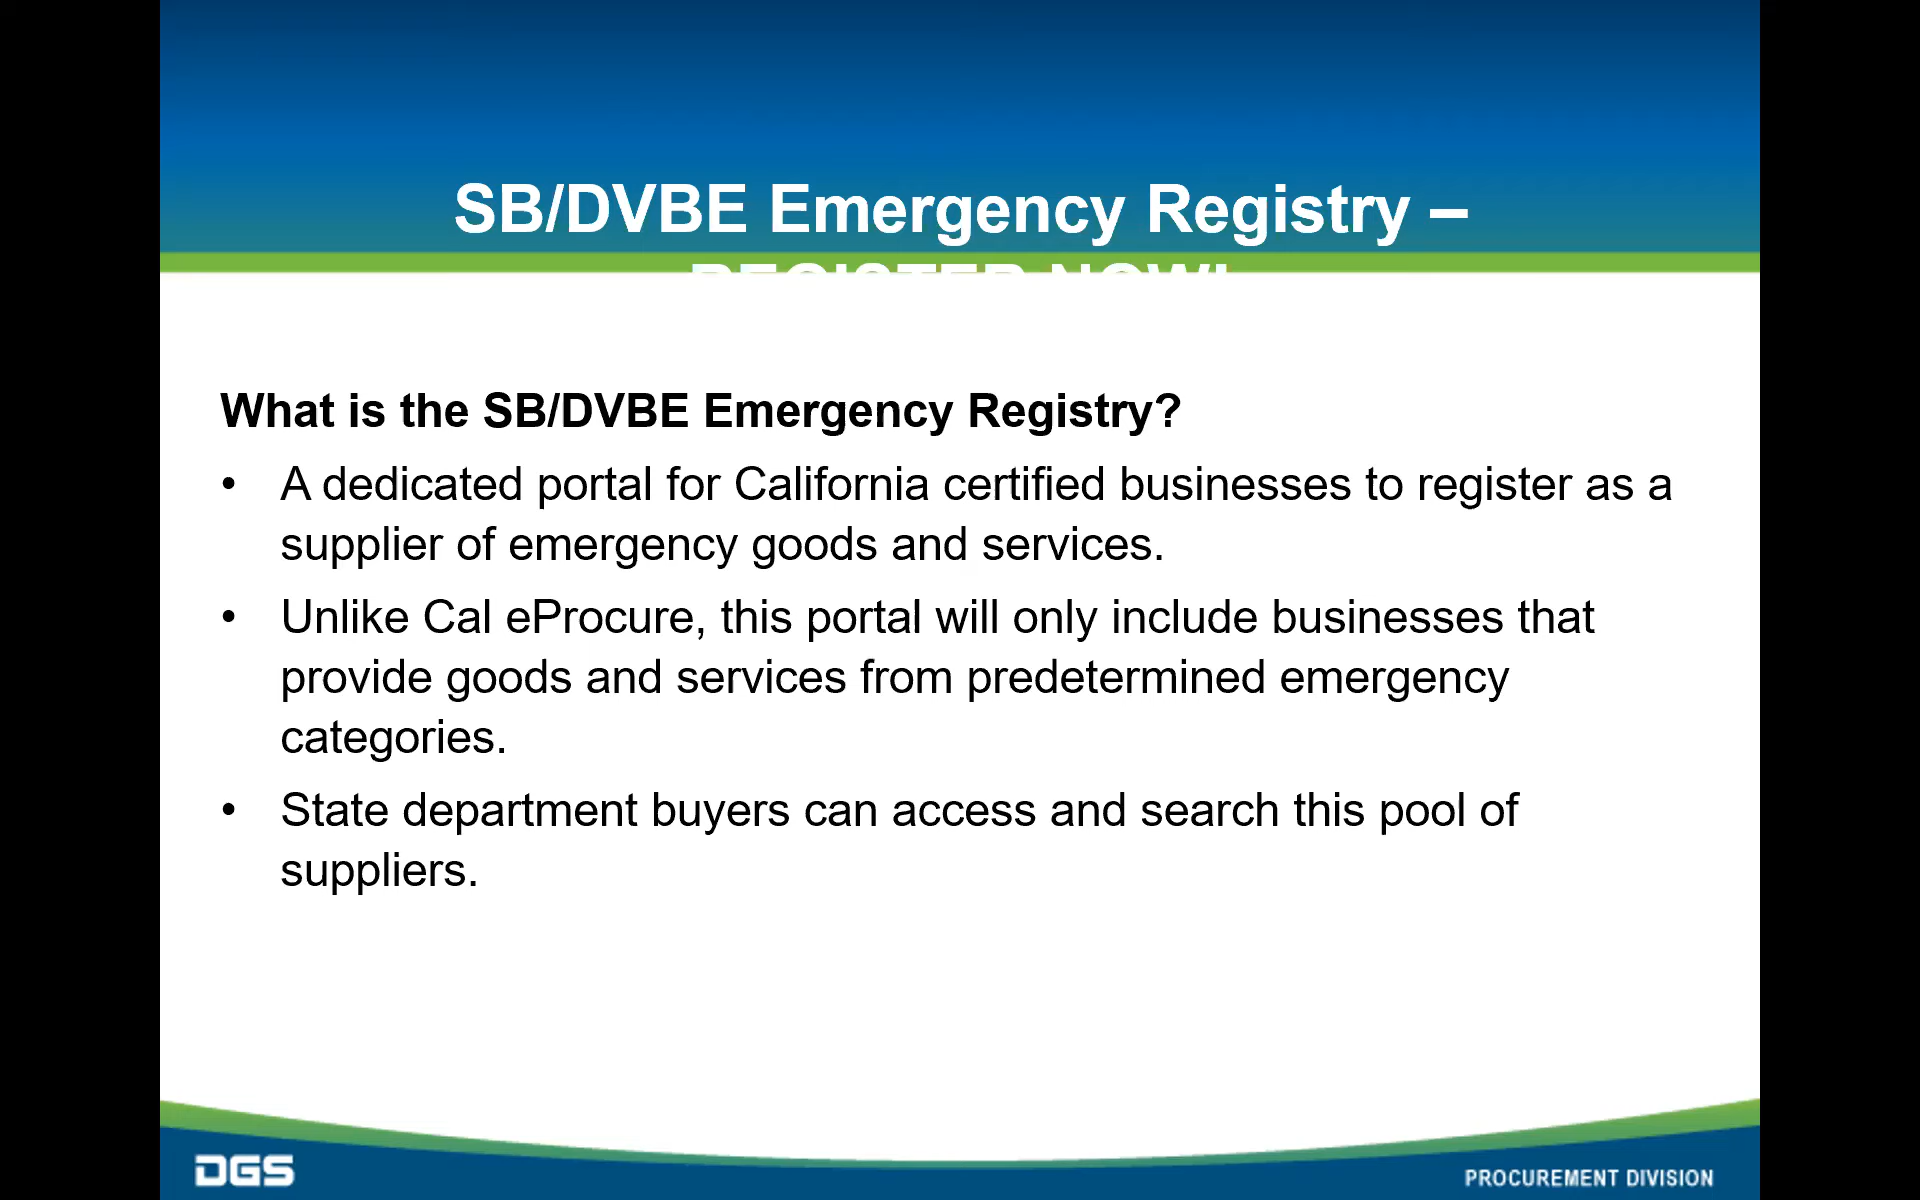 SB/DVBE Emergency Registry –
REGISTER NOW!
What is the SB/DVBE Emergency Registry?
• A dedicated portal for California certified businesses to register as a
supplier of emergency goods and services.
• Unlike Cal eProcure, this portal will only include businesses that
provide goods and services from predetermined emergency
categories.
• State department buyers can access and search this pool of
suppliers.
DGS
PROCUREMENT DIVISION